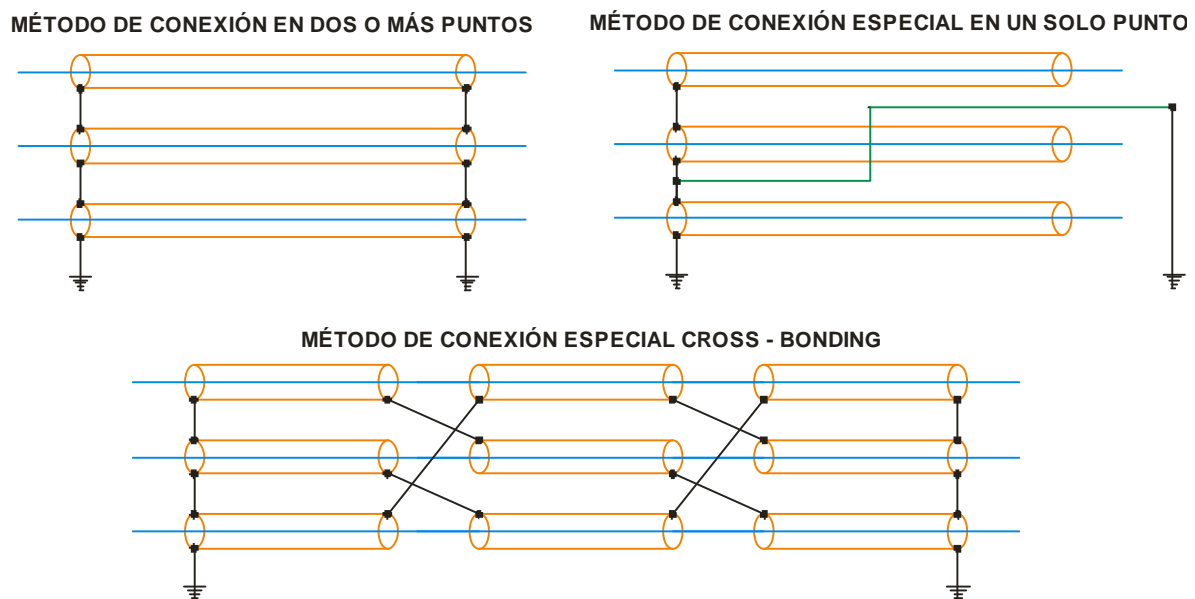 MÉTODO DE CONEXIÓN EN DOS O MÁS PUNTOS
MÉTODO DE CONEXIÓN ESPECIAL EN UN SOLO PUNTO
MÉTODO DE CONEXIÓN ESPECIAL CROSS - BONDING